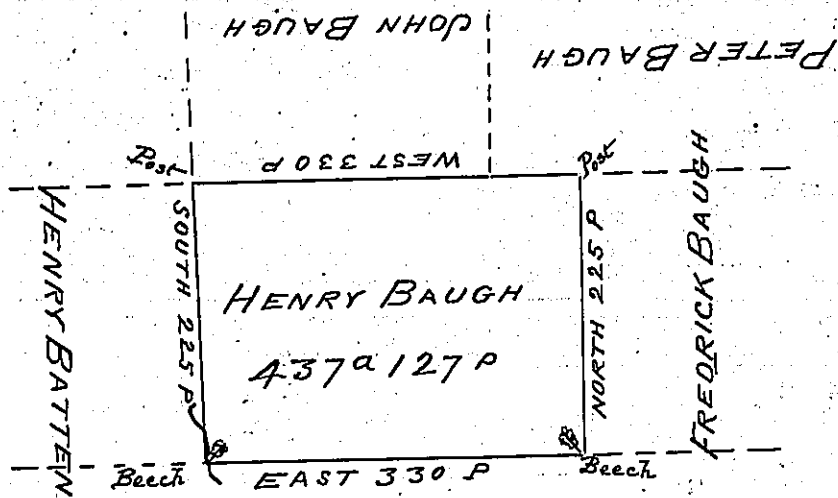 JOHN BAUGH
PETER BAUGH
Post
WEST 330 P
Post
HENRY BATTEN
SOUTH 225 P
HENRY BAUGH
437a 127 P
NORTH 225 P
FREDRICK BAUGH
Beech
EAST 330 P
Beech